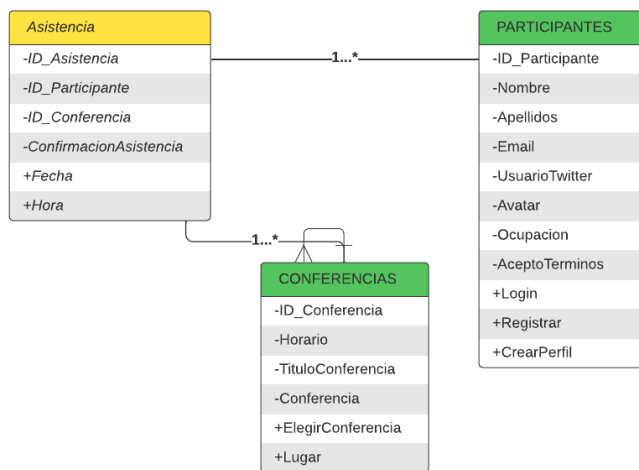 Asistencia
-ID_Asistencia
-ID_Participante
-ID_Conferencia
-ConfirmacionAsistencia
+Fecha
+Hora
1...*
PARTICIPANTES
-ID_Participante
-Nombre
-Apellidos
-Email
-UsuarioTwitter
-Avatar
-Ocupacion
-AceptoTerminos
+Login
+Registrar
+CrearPerfil
1...*
CONFERENCIAS
-ID_Conferencia
-Horario
-TituloConferencia
-Conferencia
+ElegirConferencia
+Lugar